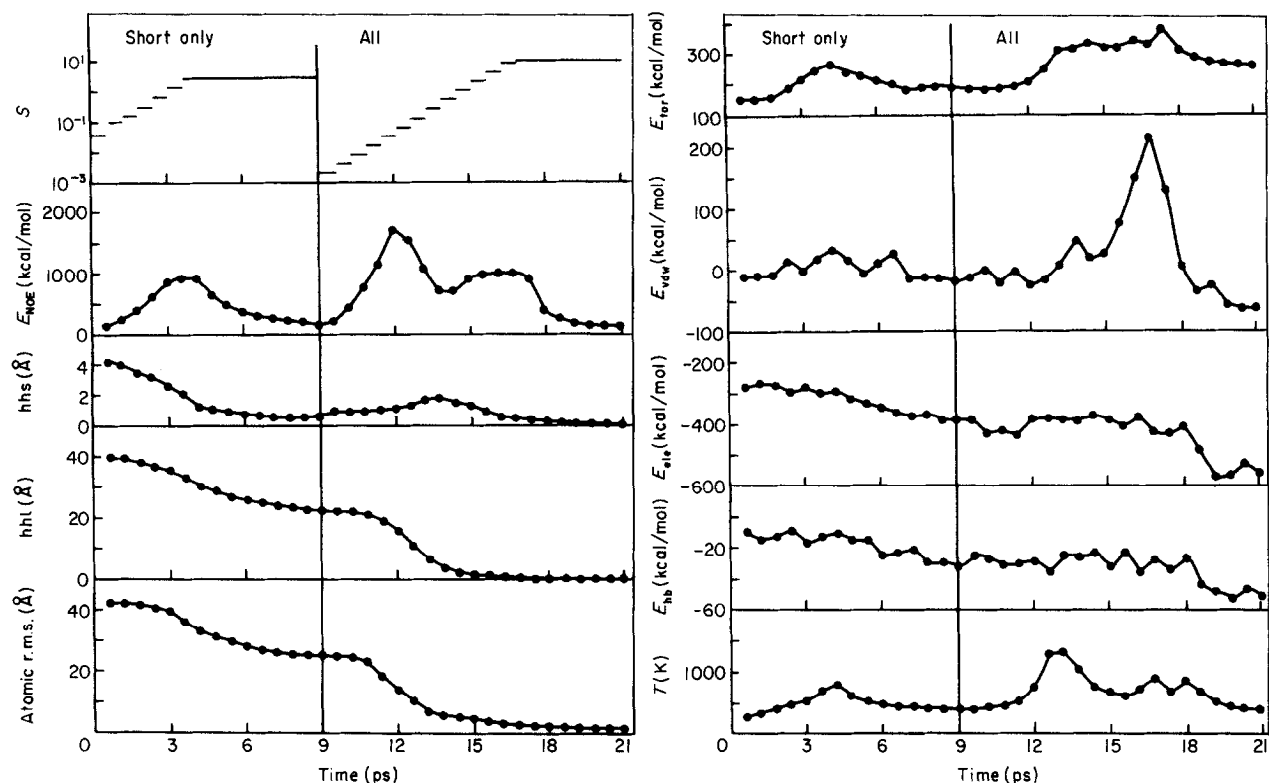 Short only
All
S
10¹
10⁻¹
10⁻³
E_NOE (kcal/mol)
2000
1000
0
hhs (Å)
4
2
0
hhl (Å)
40
20
0
Atomic r.m.s. (Å)
40
20
0 3 6 9 12 15 18 21
Time (ps)
Short only
All
E_tor (kcal/mol)
300
100
E_vdw (kcal/mol)
200
100
0
-100
E_ele (kcal/mol)
-200
-400
-600
E_hb (kcal/mol)
-20
-60
T (K)
1000
0 3 6 9 12 15 18 21
Time (ps)